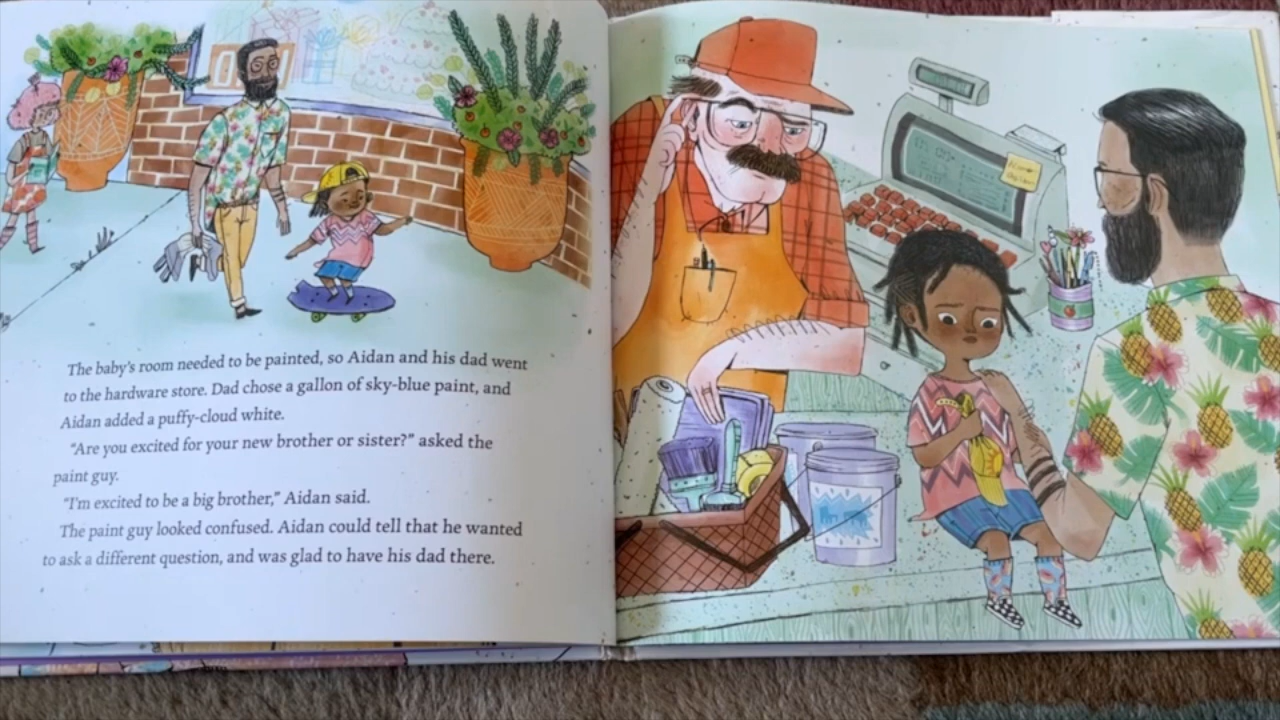 The baby's room needed to be painted, so Aidan and his dad went
to the hardware store. Dad chose a gallon of sky-blue paint, and
Aidan added a puffy-cloud white.
"Are you excited for your new brother or sister?" asked the
paint guy.
"I'm excited to be a big brother," Aidan said.
The paint guy looked confused. Aidan could tell that he wanted
to ask a different question, and was glad to have his dad there.